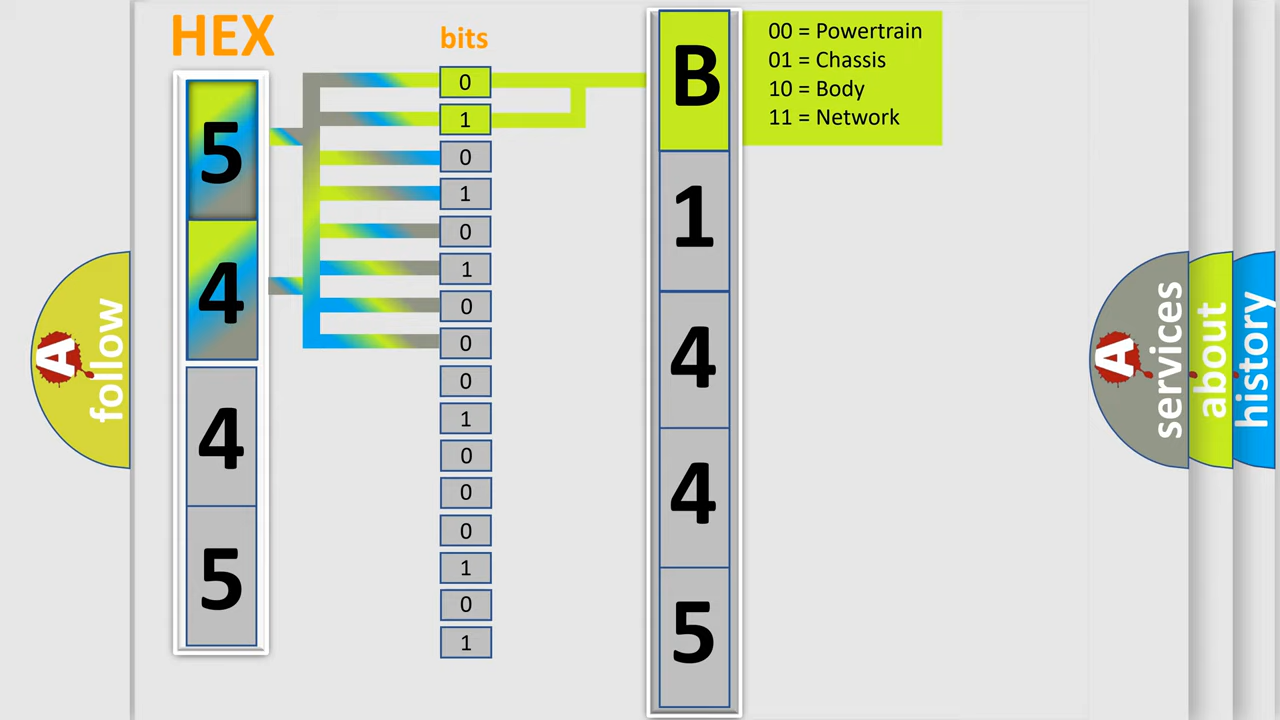 HEX
bits
5
4
4
5
0
1
0
1
0
1
0
0
0
1
0
0
0
1
0
1
B
1
4
4
5
00 = Powertrain
01 = Chassis
10 = Body
11 = Network
A
follow
A
services
about
history